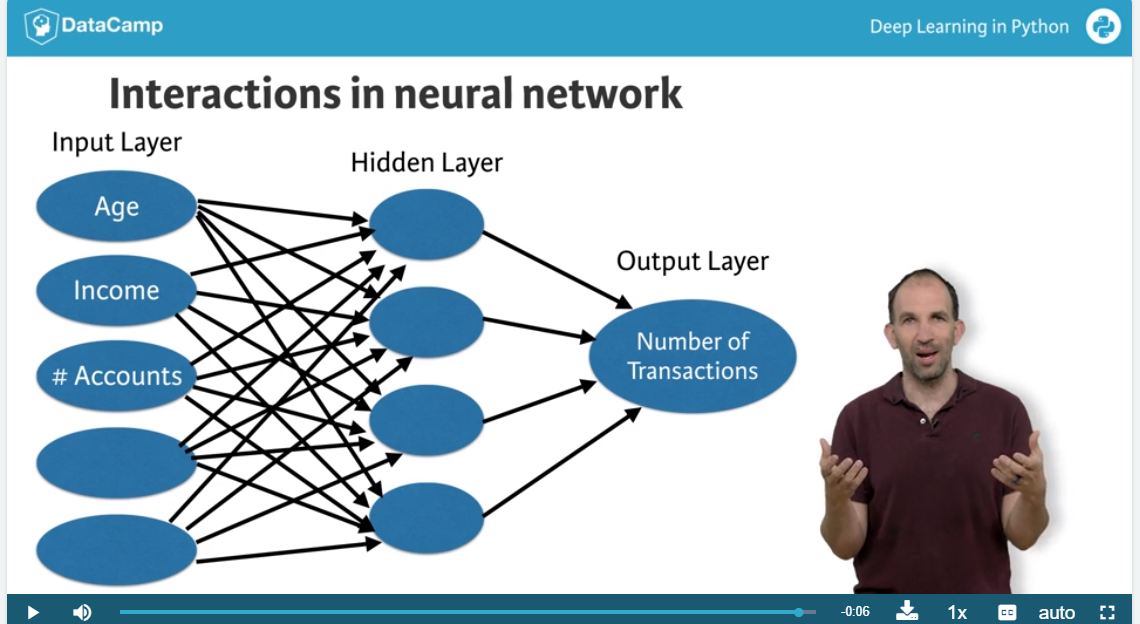 DataCamp
Deep Learning in Python
Interactions in neural network
Input Layer
Hidden Layer
Output Layer
Age
Income
# Accounts
Number of
Transactions
-0:06
1x
CC
auto